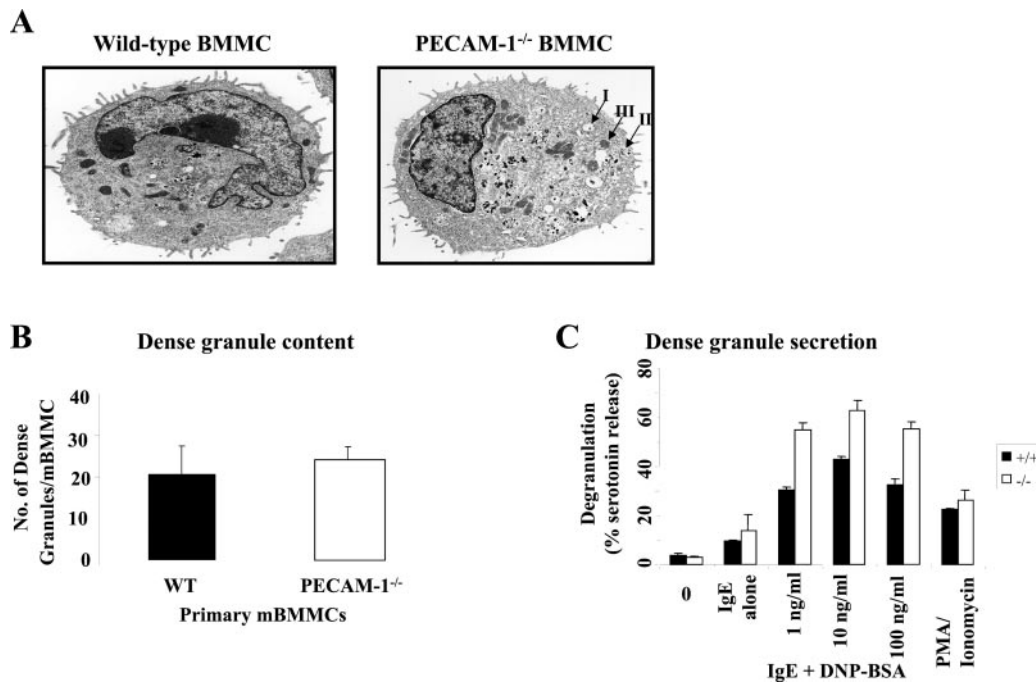 A
Wild-type BMMC
PECAM-1-/- BMMC
I
III
II
B
Dense granule content
No. of Dense
Granules/mBMMC
40
30
20
10
0
WT
PECAM-1-/-
Primary mBMMCs
C
Dense granule secretion
Degranulation
(% serotonin release)
80
60
40
20
0
+/+
-/-
0
IgE
alone
1 ng/ml
10 ng/ml
100 ng/ml
PMA/
Ionomycin
IgE + DNP-BSA